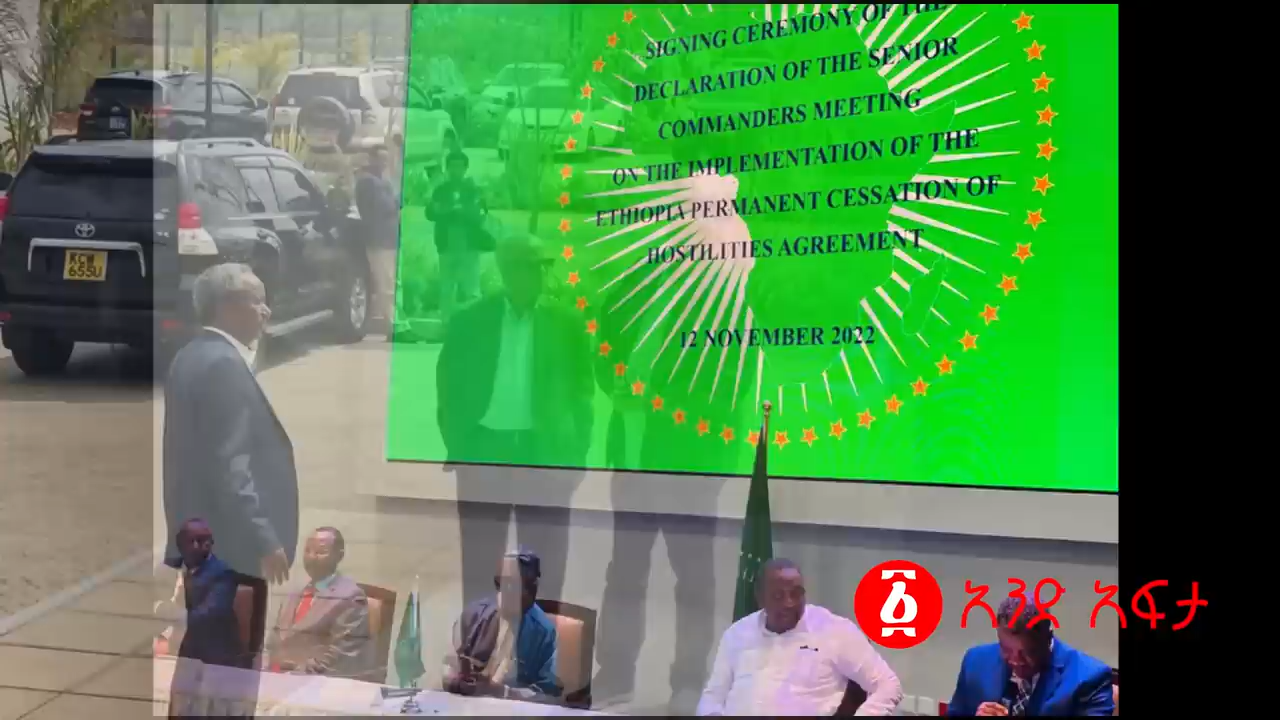 SIGNING CEREMONY OF THE
DECLARATION OF THE SENIOR
COMMANDERS MEETING
ON THE IMPLEMENTATION OF THE
ETHIOPIA PERMANENT CESSATION OF
HOSTILITIES AGREEMENT
12 NOVEMBER 2022
KCW
655U
አንድ አፍታ